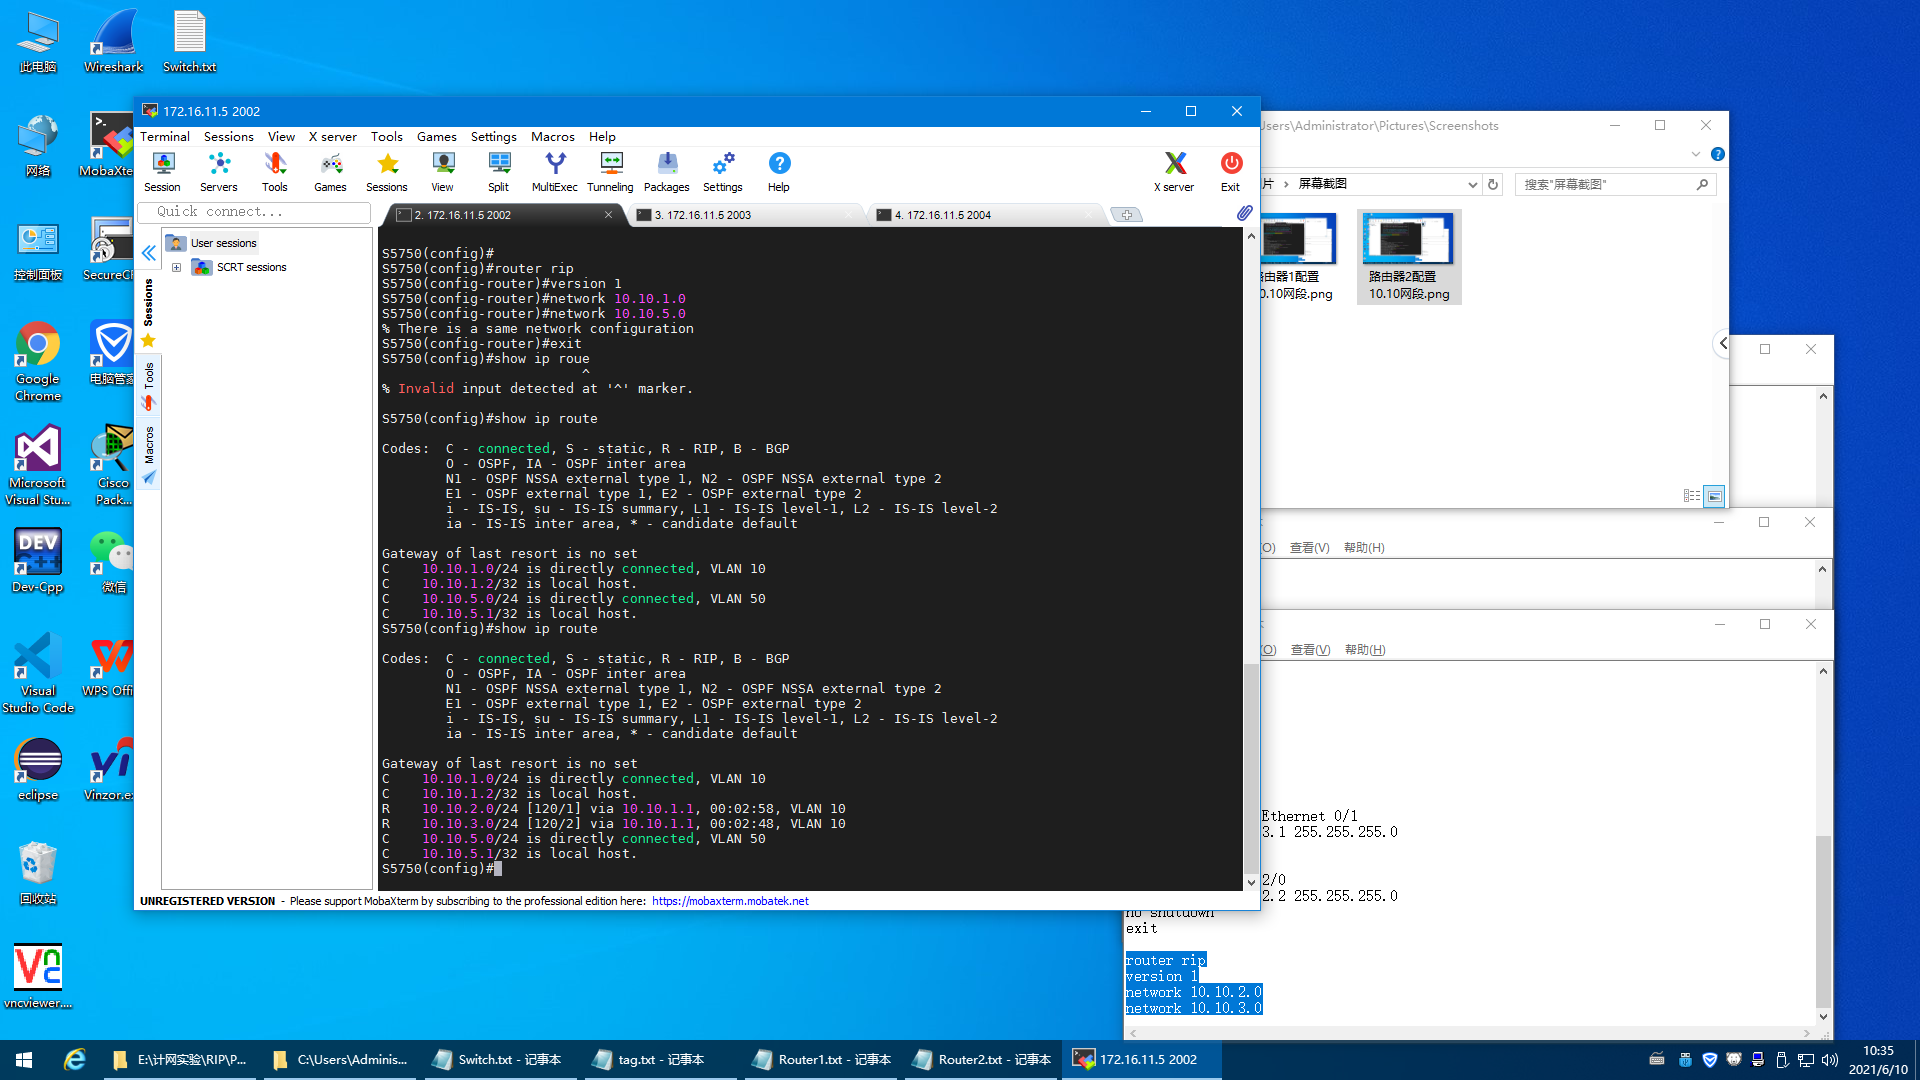 此电脑
Wireshark
Switch.txt
网络
MobaXte
控制面板
SecureC
Google
Chrome
电脑管家
Microsoft
Visual Stu...
Cisco
Pack...
Dev-Cpp
微信
Visual
Studio Code
WPS Offi
eclipse
Vinzor.ex
回收站
vncviewer....
172.16.11.5 2002
Terminal Sessions View X server Tools Games Settings Macros Help
Session Servers Tools Games Sessions View Split MultiExec Tunneling Packages Settings Help X server Exit
Quick connect...
2. 172.16.11.5 2002
3. 172.16.11.5 2003
4. 172.16.11.5 2004
User sessions
SCRT sessions
Sessions
Tools
Macros
S5750(config)#
S5750(config)#router rip
S5750(config-router)#version 1
S5750(config-router)#network 10.10.1.0
S5750(config-router)#network 10.10.5.0
% There is a same network configuration
S5750(config-router)#exit
S5750(config)#show ip roue
^
% Invalid input detected at '^' marker.
S5750(config)#show ip route
Codes:  C - connected, S - static, R - RIP, B - BGP
O - OSPF, IA - OSPF inter area
N1 - OSPF NSSA external type 1, N2 - OSPF NSSA external type 2
E1 - OSPF external type 1, E2 - OSPF external type 2
i - IS-IS, su - IS-IS summary, L1 - IS-IS level-1, L2 - IS-IS level-2
ia - IS-IS inter area, * - candidate default
Gateway of last resort is no set
C    10.10.1.0/24 is directly connected, VLAN 10
C    10.10.1.2/32 is local host.
C    10.10.5.0/24 is directly connected, VLAN 50
C    10.10.5.1/32 is local host.
S5750(config)#show ip route
Codes:  C - connected, S - static, R - RIP, B - BGP
O - OSPF, IA - OSPF inter area
N1 - OSPF NSSA external type 1, N2 - OSPF NSSA external type 2
E1 - OSPF external type 1, E2 - OSPF external type 2
i - IS-IS, su - IS-IS summary, L1 - IS-IS level-1, L2 - IS-IS level-2
ia - IS-IS inter area, * - candidate default
Gateway of last resort is no set
C    10.10.1.0/24 is directly connected, VLAN 10
C    10.10.1.2/32 is local host.
R    10.10.2.0/24 [120/1] via 10.10.1.1, 00:02:58, VLAN 10
R    10.10.3.0/24 [120/2] via 10.10.1.1, 00:02:48, VLAN 10
C    10.10.5.0/24 is directly connected, VLAN 50
C    10.10.5.1/32 is local host.
S5750(config)#
UNREGISTERED VERSION - Please support MobaXterm by subscribing to the professional edition here: https://mobaxterm.mobatek.net
Jsers\Administrator\Pictures\Screenshots
片 › 屏幕截图
搜索"屏幕截图"
路由器1配置
0.10网段.png
路由器2配置
10.10网段.png
(O) 查看(V) 帮助(H)
(O) 查看(V) 帮助(H)
Ethernet 0/1
3.1 255.255.255.0
2/0
2.2 255.255.255.0
no shutdown
exit
router rip
version 1
network 10.10.2.0
network 10.10.3.0
E:\计网实验\RIP\P...
C:\Users\Adminis...
Switch.txt - 记事本
tag.txt - 记事本
Router1.txt - 记事本
Router2.txt - 记事本
172.16.11.5 2002
10:35
2021/6/10